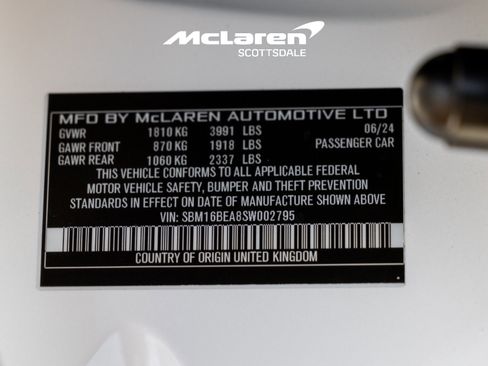 McLaren
SCOTTSDALE
MFD BY McLAREN AUTOMOTIVE LTD
GVWR 1810 KG 3991 LBS 06/24
GAWR FRONT 870 KG 1918 LBS PASSENGER CAR
GAWR REAR 1060 KG 2337 LBS
THIS VEHICLE CONFORMS TO ALL APPLICABLE FEDERAL
MOTOR VEHICLE SAFETY, BUMPER AND THEFT PREVENTION
STANDARDS IN EFFECT ON DATE OF MANUFACTURE SHOWN ABOVE
VIN: SBM16BEA8SW002795
COUNTRY OF ORIGIN UNITED KINGDOM